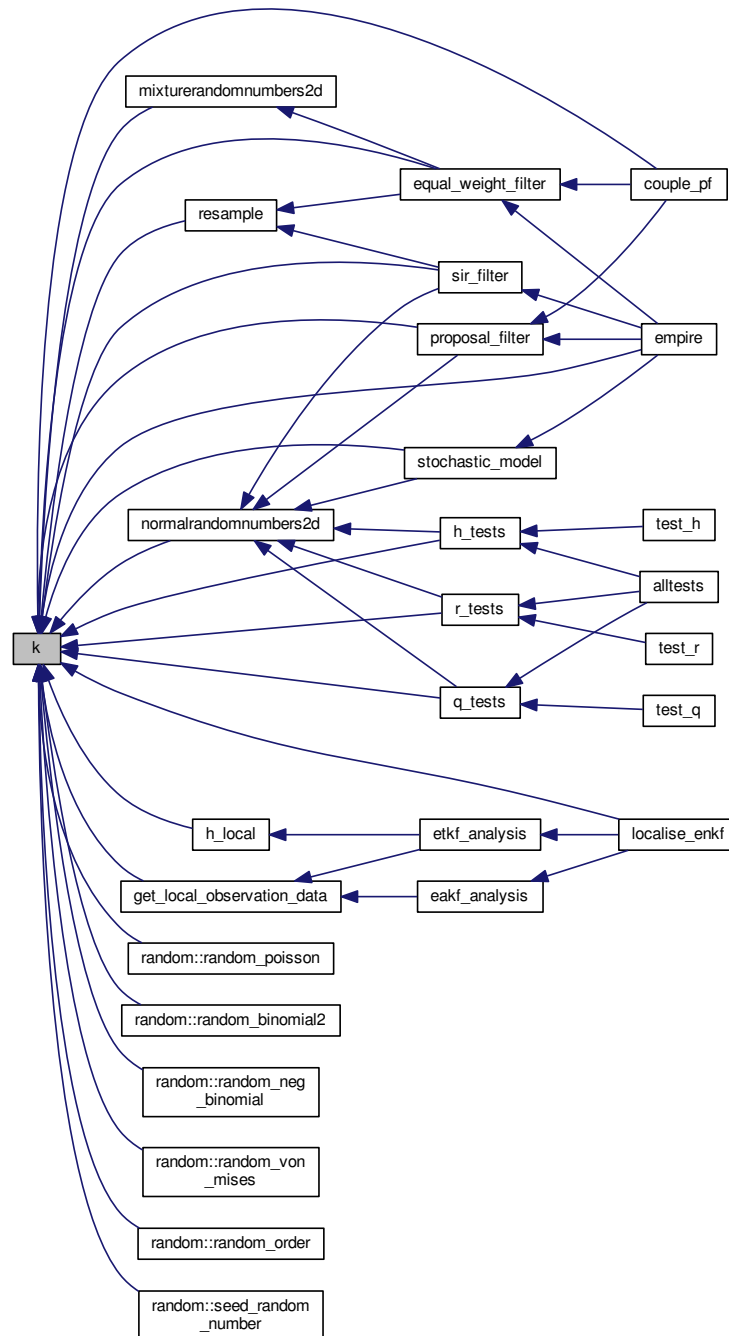 mixturerandomnumbers2d
equal_weight_filter
couple_pf
resample
sir_filter
proposal_filter
empire
stochastic_model
normalrandomnumbers2d
h_tests
test_h
alltests
r_tests
k
test_r
q_tests
test_q
h_local
etkf_analysis
localise_enkf
get_local_observation_data
eakf_analysis
random::random_poisson
random::random_binomial2
random::random_neg
_binomial
random::random_von
_mises
random::random_order
random::seed_random
_number